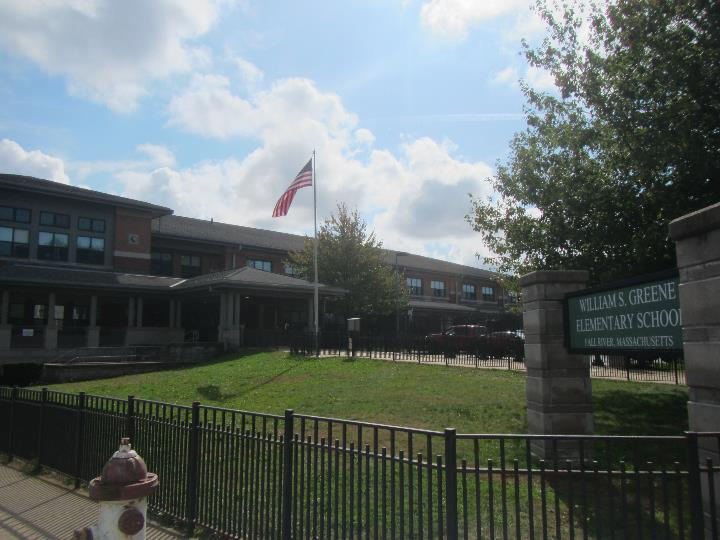 WILLIAM S. GREENE
ELEMENTARY SCHOOL
FALL RIVER, MASSACHUSETTS